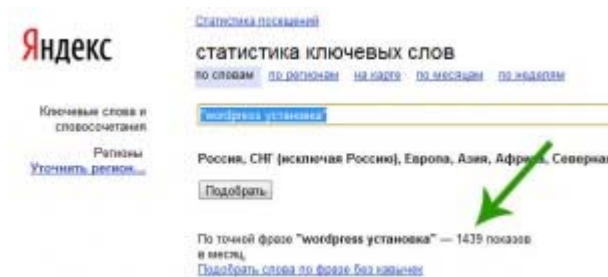 Яндекс
Статистика посещений
статистика ключевых слов
по словам по регионам на карте по месяцам по неделям
Ключевые слова и
словосочетания
"wordpress установка"
Регионы
Уточнить регион...
Россия, СНГ (исключая Россию), Европа, Азия, Африка, Северная
Подобрать
По точной фразе "wordpress установка" — 1439 показов
в месяц.
Подобрать слова по фразе без кавычек